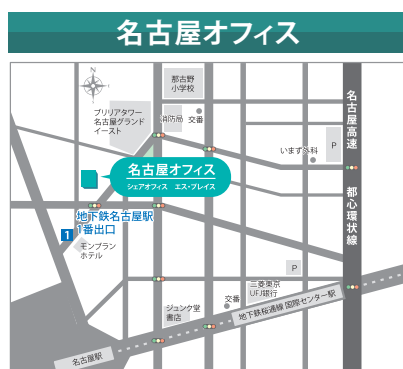 名古屋オフィス
N
那古野
小学校
ブリリアタワー
名古屋グランド
イースト
消防局
交番
名古屋高速
都心環状線
P
いまず外科
名古屋オフィス
シェアオフィス エス・プレイス
地下鉄名古屋駅
1番出口
1
モンブラン
ホテル
P
三菱東京
UFJ銀行
交番
ジュンク堂
書店
地下鉄桜通線 国際センター駅
名古屋駅